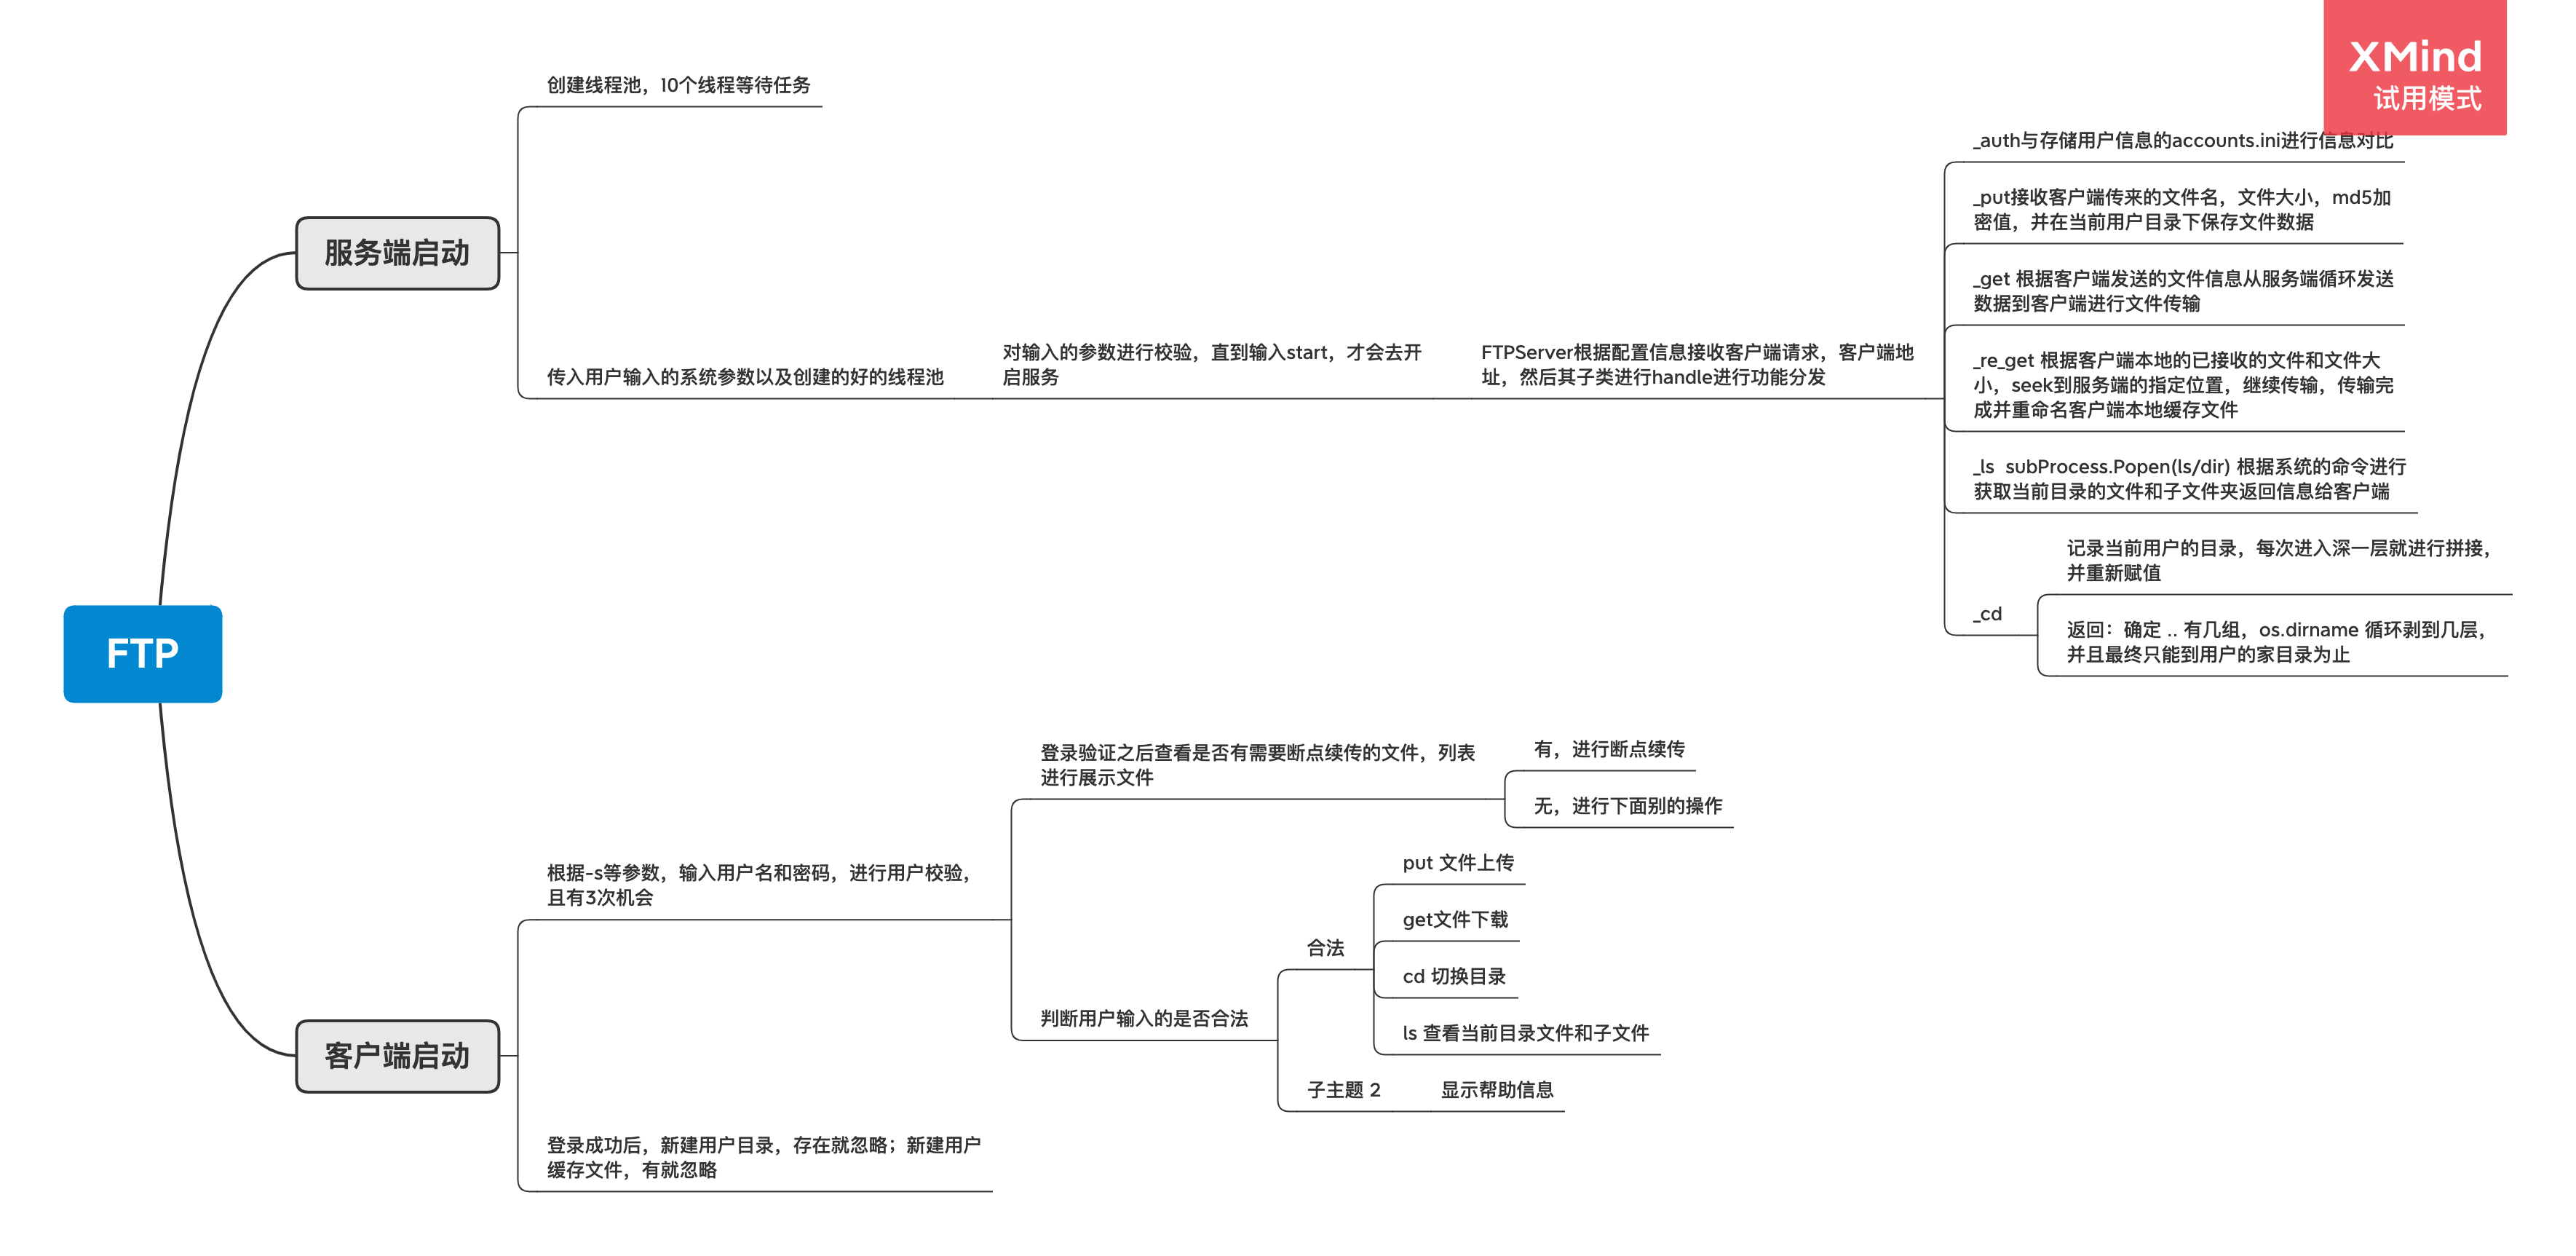 XMind
试用模式
FTP
服务端启动
创建线程池，10个线程等待任务
传入用户输入的系统参数以及创建的好的线程池
对输入的参数进行校验，直到输入start，才会去开
启服务
FTPServer根据配置信息接收客户端请求，客户端地
址，然后其子类进行handle进行功能分发
_auth与存储用户信息的accounts.ini进行信息对比
_put接收客户端传来的文件名，文件大小，md5加
密值，并在当前用户目录下保存文件数据
_get 根据客户端发送的文件信息从服务端循环发送
数据到客户端进行文件传输
_re_get 根据客户端本地的已接收的文件和文件大
小，seek到服务端的指定位置，继续传输，传输完
成并重命名客户端本地缓存文件
_ls  subProcess.Popen(ls/dir) 根据系统的命令进行
获取当前目录的文件和子文件夹返回信息给客户端
_cd
记录当前用户的目录，每次进入深一层就进行拼接，
并重新赋值
返回：确定 .. 有几组，os.dirname 循环剥到几层，
并且最终只能到用户的家目录为止
客户端启动
根据-s等参数，输入用户名和密码，进行用户校验，
且有3次机会
登录验证之后查看是否有需要断点续传的文件，列表
进行展示文件
有，进行断点续传
无，进行下面别的操作
判断用户输入的是否合法
合法
put 文件上传
get文件下载
cd 切换目录
ls 查看当前目录文件和子文件
子主题 2
显示帮助信息
登录成功后，新建用户目录，存在就忽略；新建用户
缓存文件，有就忽略